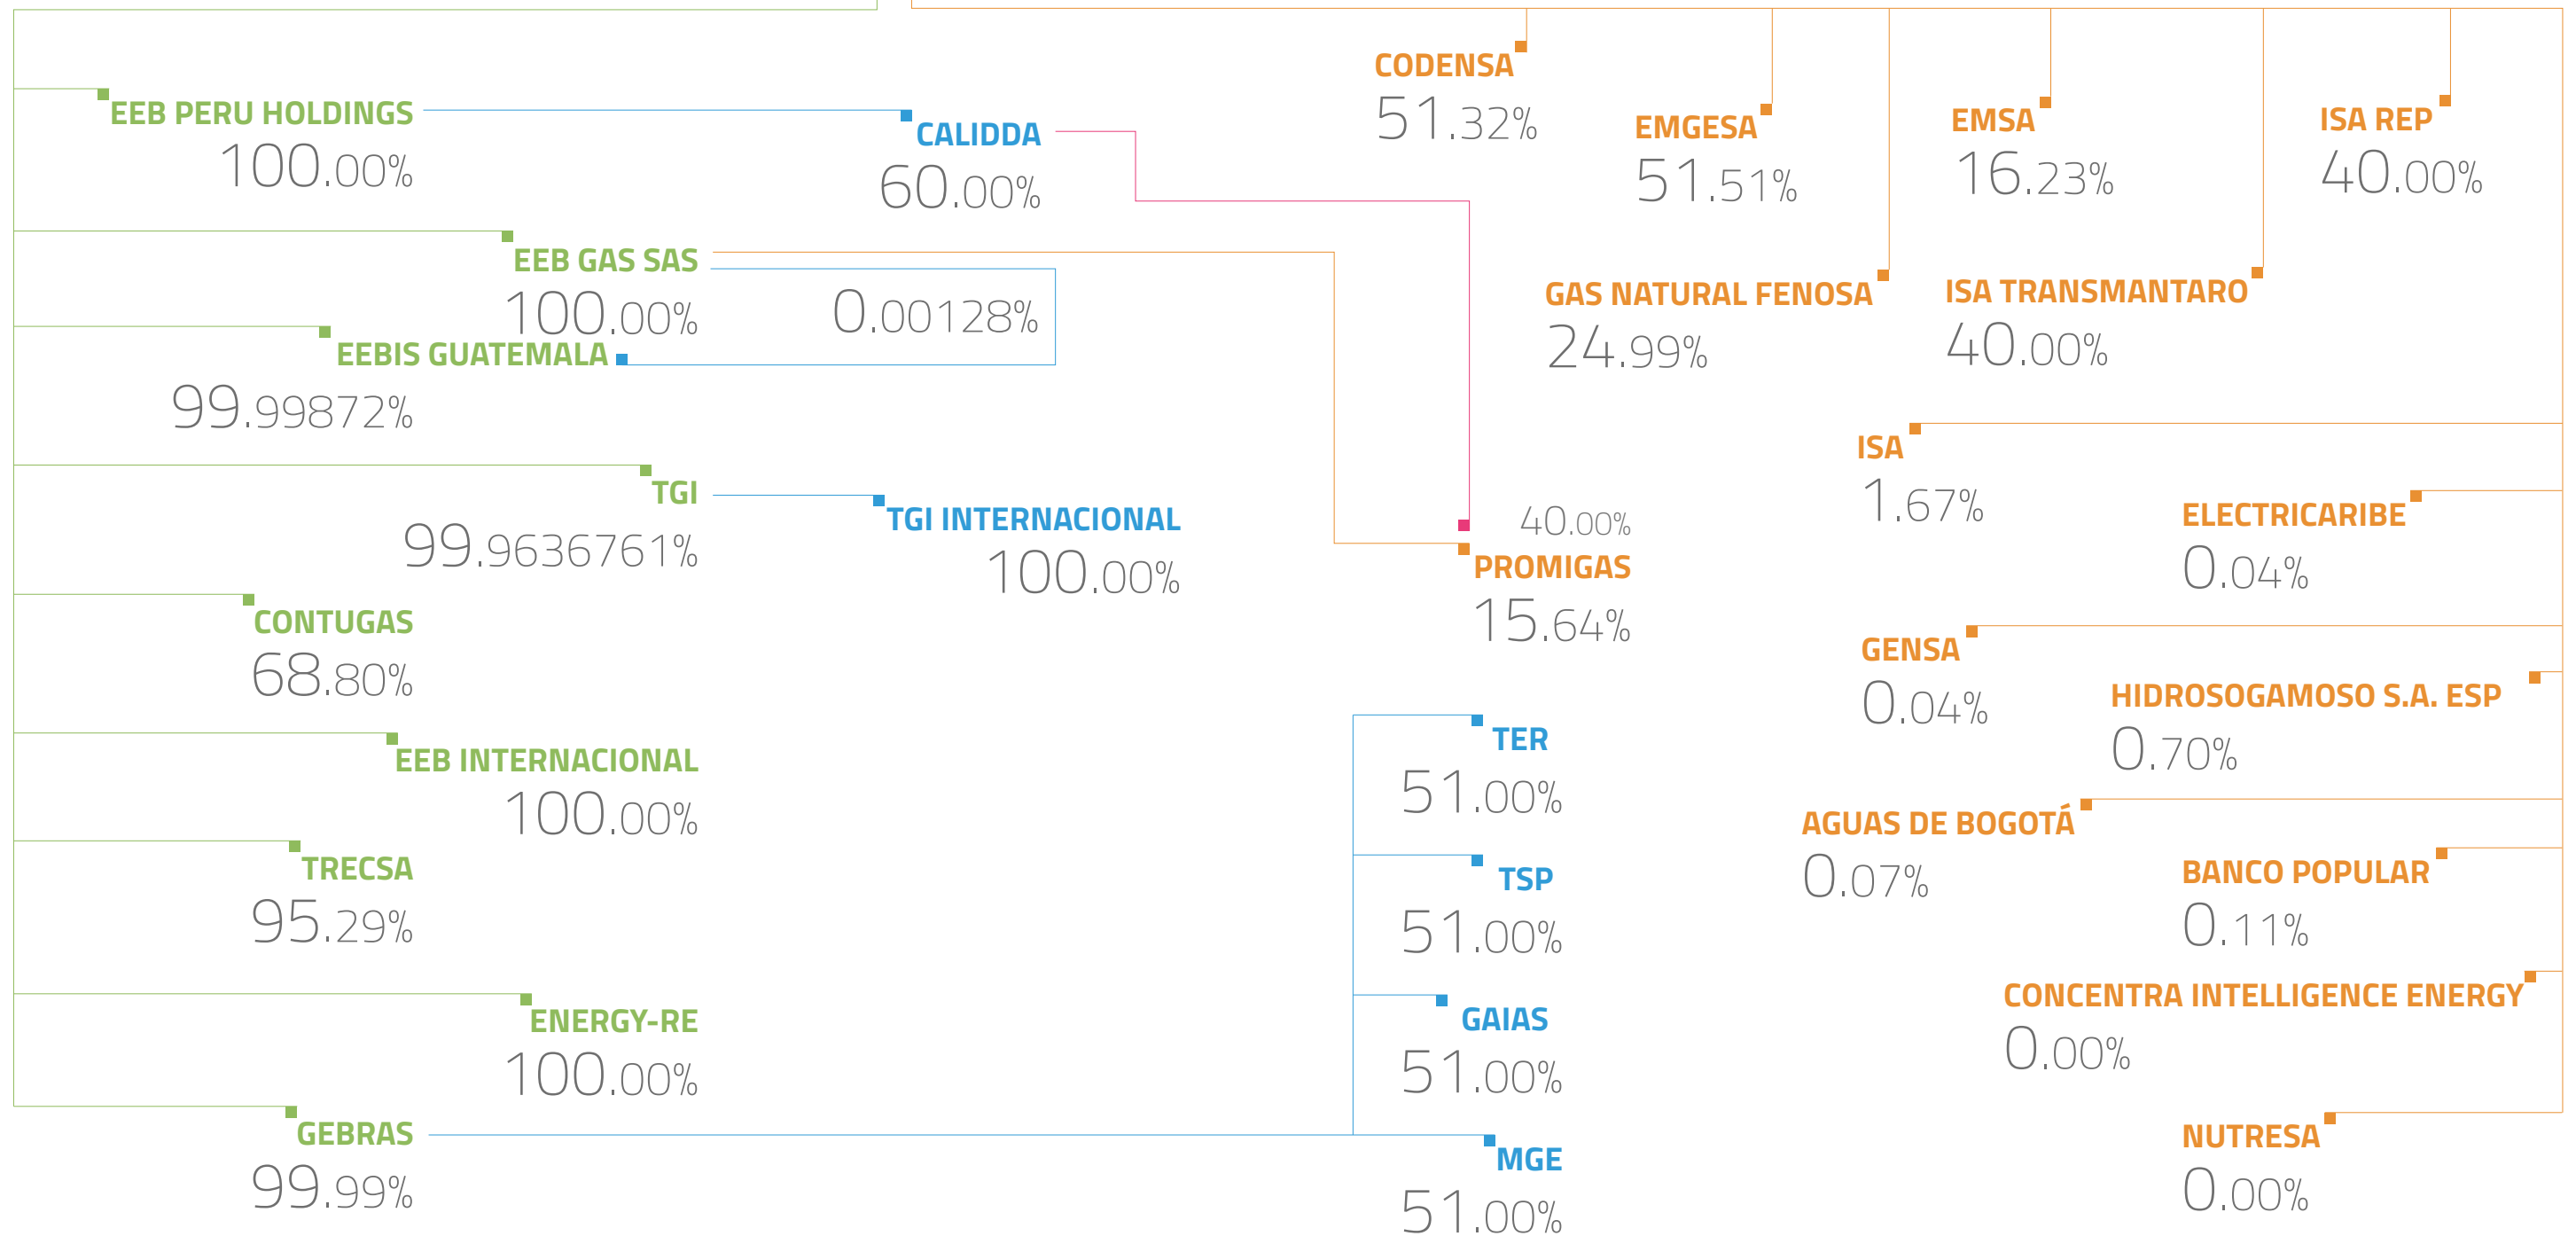 EEB PERU HOLDINGS
100.00%
CALIDDA
60.00%
EEB GAS SAS
100.00%
0.00128%
EEBIS GUATEMALA
99.99872%
TGI
99.9636761%
TGI INTERNACIONAL
100.00%
CONTUGAS
68.80%
EEB INTERNACIONAL
100.00%
TRECSA
95.29%
ENERGY-RE
100.00%
GEBRAS
99.99%
40.00%
PROMIGAS
15.64%
TER
51.00%
TSP
51.00%
GAIAS
51.00%
MGE
51.00%
CODENSA
51.32%
EMGESA
51.51%
EMSA
16.23%
ISA REP
40.00%
GAS NATURAL FENOSA
24.99%
ISA TRANSMANTARO
40.00%
ISA
1.67%
ELECTRICARIBE
0.04%
GENSA
0.04%
HIDROSOGAMOSO S.A. ESP
0.70%
AGUAS DE BOGOTÁ
0.07%
BANCO POPULAR
0.11%
CONCENTRA INTELLIGENCE ENERGY
0.00%
NUTRESA
0.00%